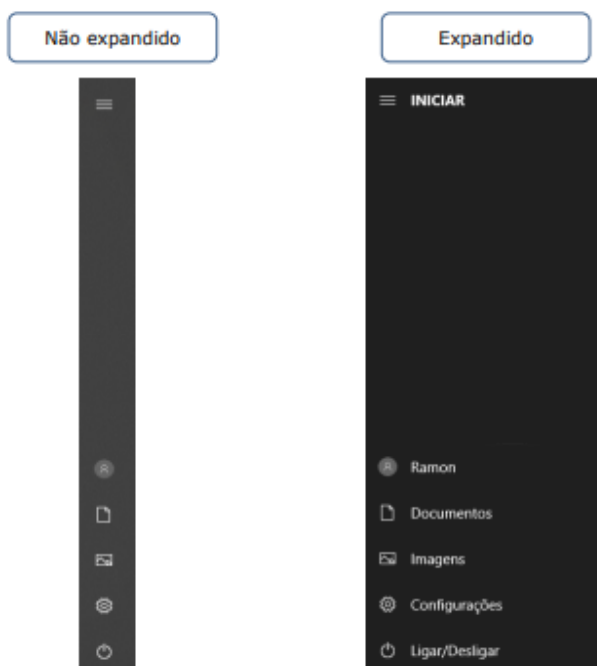 Não expandido
Expandido
INICIAR
Ramon
Documentos
Imagens
Configurações
Ligar/Desligar